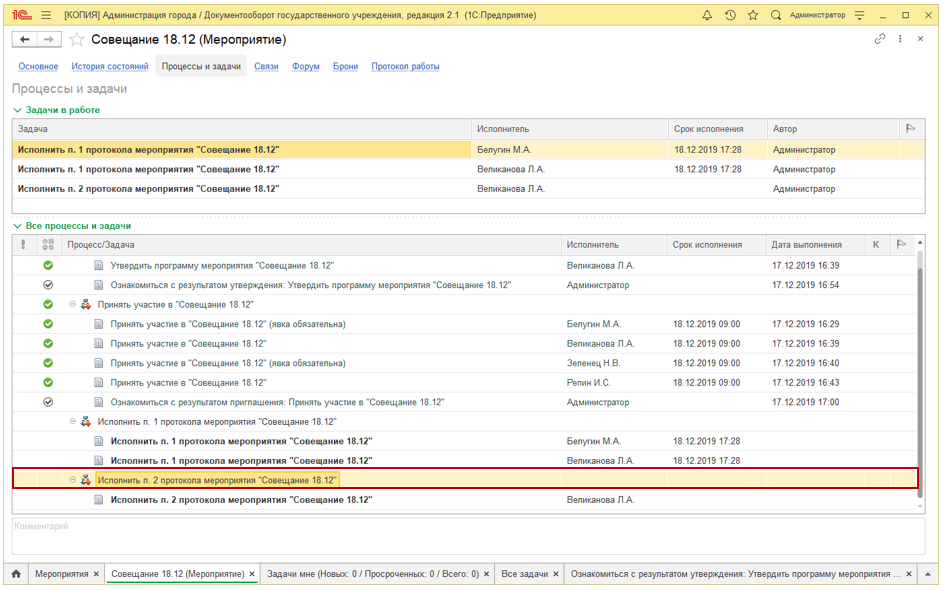 1С [КОПИЯ] Администрация города / Документооборот государственного учреждения, редакция 2.1 (1С:Предприятие) Администратор
Совещание 18.12 (Мероприятие)
Основное История состояний Процессы и задачи Связи Форум Брони Протокол работы
Процессы и задачи
Задачи в работе
Задача Исполнитель Срок исполнения Автор
Исполнить п. 1 протокола мероприятия "Совещание 18.12" Белугин М.А. 18.12.2019 17:28 Администратор
Исполнить п. 1 протокола мероприятия "Совещание 18.12" Великанова Л.А. 18.12.2019 17:28 Администратор
Исполнить п. 2 протокола мероприятия "Совещание 18.12" Великанова Л.А. Администратор
Все процессы и задачи
Процесс/Задача Исполнитель Срок исполнения Дата выполнения К
Утвердить программу мероприятия "Совещание 18.12" Великанова Л.А. 17.12.2019 16:39
Ознакомиться с результатом утверждения: Утвердить программу мероприятия "Совещание 18.12" Администратор 17.12.2019 16:54
Принять участие в "Совещание 18.12"
Принять участие в "Совещание 18.12" (явка обязательна) Белугин М.А. 18.12.2019 09:00 17.12.2019 16:29
Принять участие в "Совещание 18.12" Великанова Л.А. 18.12.2019 09:00 17.12.2019 16:39
Принять участие в "Совещание 18.12" (явка обязательна) Зеленец Н.В. 18.12.2019 09:00 17.12.2019 16:40
Принять участие в "Совещание 18.12" Репин И.С. 18.12.2019 09:00 17.12.2019 16:43
Ознакомиться с результатом приглашения: Принять участие в "Совещание 18.12" Администратор 17.12.2019 17:00
Исполнить п. 1 протокола мероприятия "Совещание 18.12"
Исполнить п. 1 протокола мероприятия "Совещание 18.12" Белугин М.А. 18.12.2019 17:28
Исполнить п. 1 протокола мероприятия "Совещание 18.12" Великанова Л.А. 18.12.2019 17:28
Исполнить п. 2 протокола мероприятия "Совещание 18.12"
Исполнить п. 2 протокола мероприятия "Совещание 18.12" Великанова Л.А.
Комментарий
Мероприятия Совещание 18.12 (Мероприятие) Задачи мне (Новых: 0 / Просроченных: 0 / Всего: 0) Все задачи Ознакомиться с результатом утверждения: Утвердить программу мероприятия ...